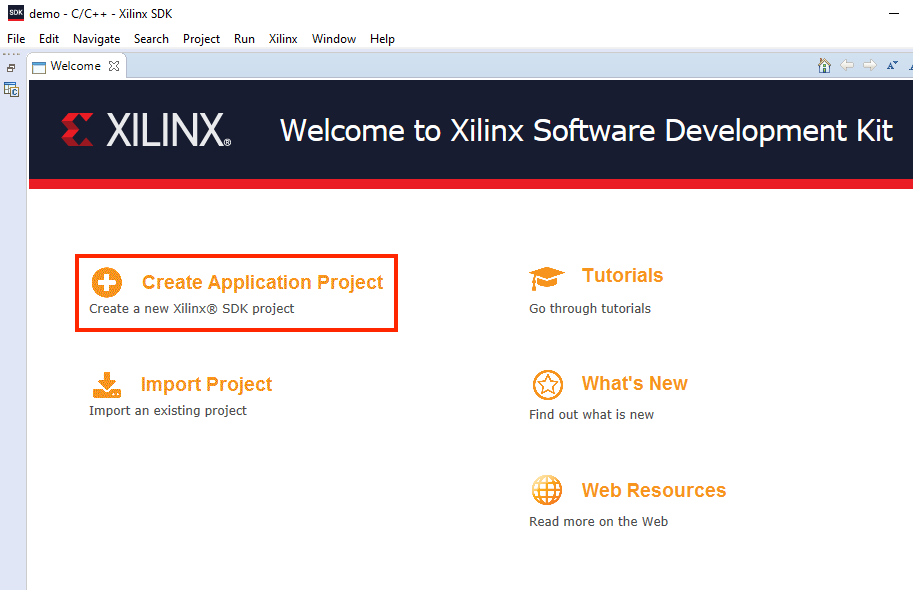 SDK demo - C/C++ - Xilinx SDK
File Edit Navigate Search Project Run Xilinx Window Help
Welcome
XILINX® Welcome to Xilinx Software Development Kit
Create Application Project
Create a new Xilinx® SDK project
Import Project
Import an existing project
Tutorials
Go through tutorials
What's New
Find out what is new
Web Resources
Read more on the Web